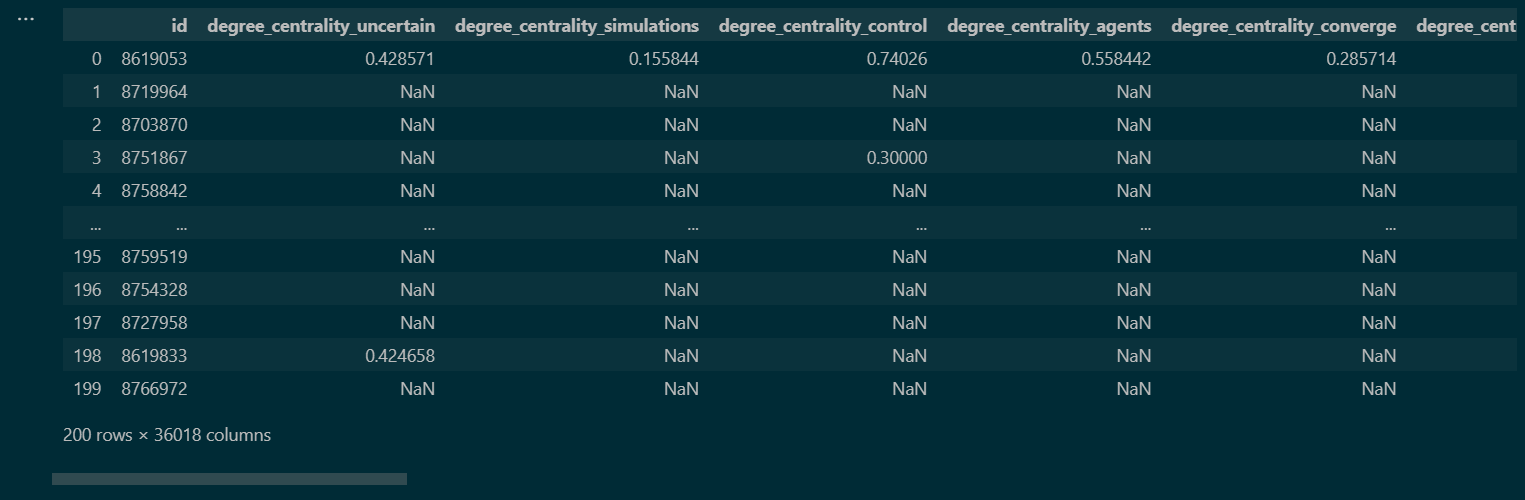 ...
id degree_centrality_uncertain degree_centrality_simulations degree_centrality_control degree_centrality_agents degree_centrality_converge degree_cent
0 8619053 0.428571 0.155844 0.74026 0.558442 0.285714
1 8719964 NaN NaN NaN NaN NaN
2 8703870 NaN NaN NaN NaN NaN
3 8751867 NaN NaN 0.30000 NaN NaN
4 8758842 NaN NaN NaN NaN NaN
... ... ... ... ... ... ...
195 8759519 NaN NaN NaN NaN NaN
196 8754328 NaN NaN NaN NaN NaN
197 8727958 NaN NaN NaN NaN NaN
198 8619833 0.424658 NaN NaN NaN NaN
199 8766972 NaN NaN NaN NaN NaN
200 rows × 36018 columns